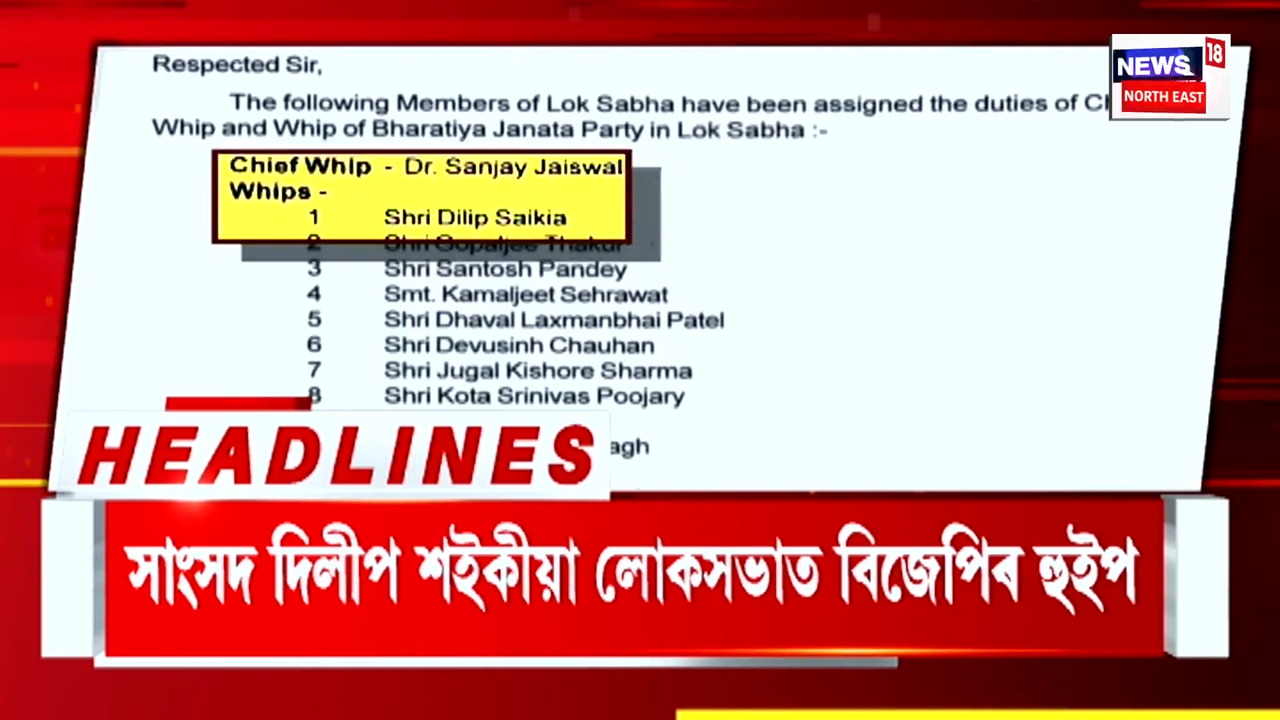 Respected Sir,
The following Members of Lok Sabha have been assigned the duties of
Whip and Whip of Bharatiya Janata Party in Lok Sabha :-
Chief Whip - Dr. Sanjay Jaiswal
Whips -
1 Shri Dilip Saikia
2 Shri Gopaljee Thakur
3 Shri Santosh Pandey
4 Smt. Kamaljeet Sehrawat
5 Shri Dhaval Laxmanbhai Patel
6 Shri Devusinh Chauhan
7 Shri Jugal Kishore Sharma
8 Shri Kota Srinivas Poojary
NEWS 18
NORTH EAST
HEADLINES
সাংসদ দিলীপ শইকীয়া লোকসভাত বিজেপিৰ হুইপ